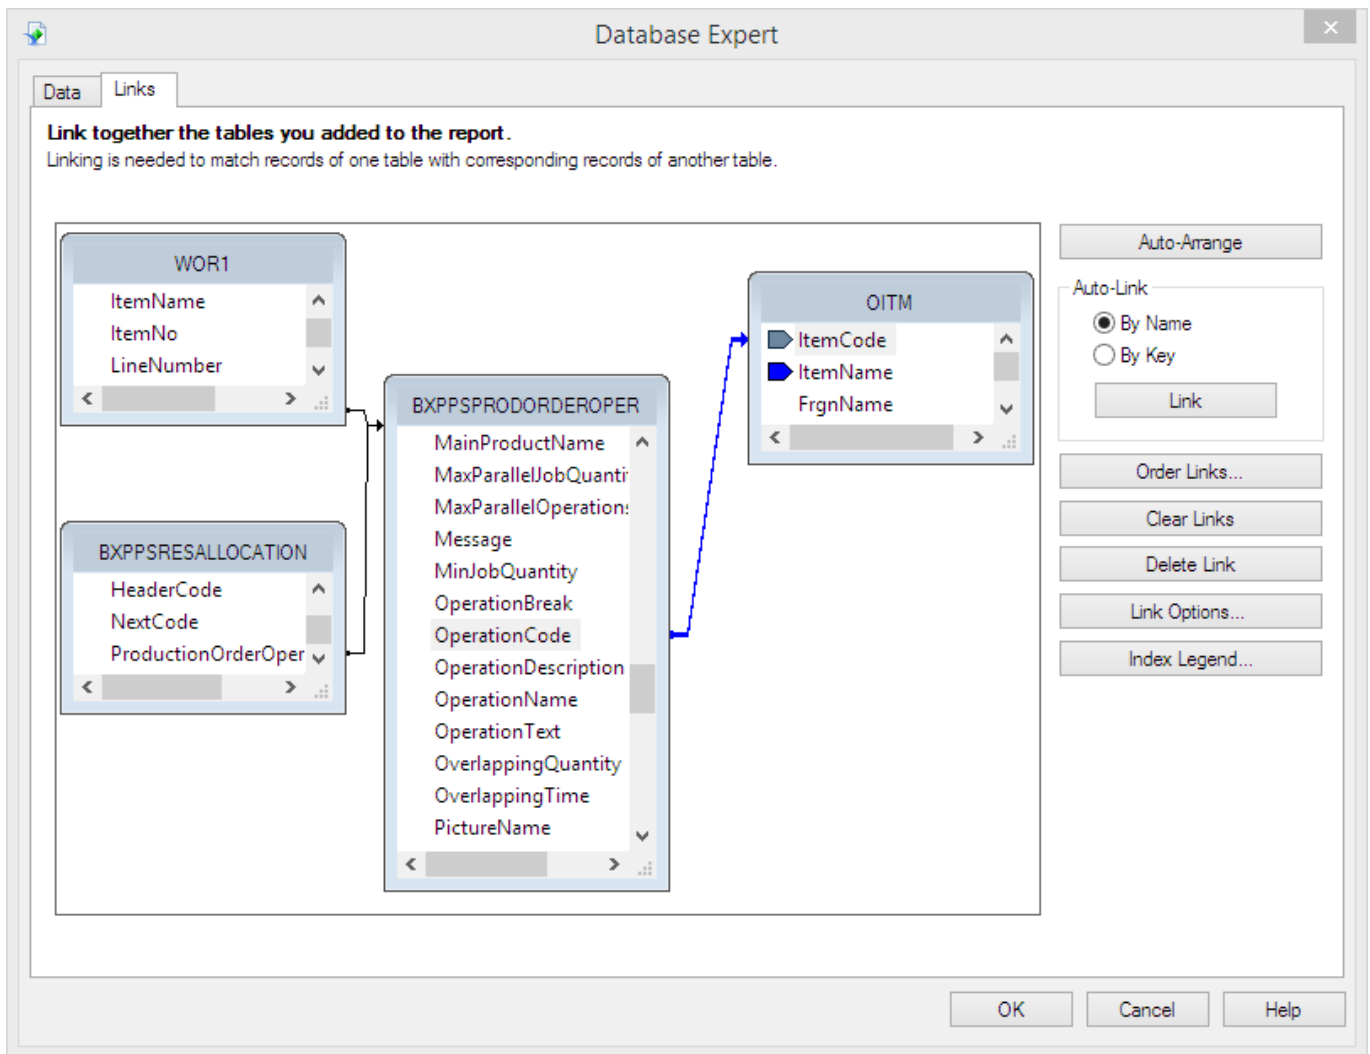 Database Expert
Data
Links
Link together the tables you added to the report.
Linking is needed to match records of one table with corresponding records of another table.
WOR1
ItemName
ItemNo
LineNumber
BXPPSRESALLOCATION
HeaderCode
NextCode
ProductionOrderOper
BXPPSPRODORDEROPER
MainProductName
MaxParallelJobQuanti
MaxParallelOperation
Message
MinJobQuantity
OperationBreak
OperationCode
OperationDescription
OperationName
OperationText
OverlappingQuantity
OverlappingTime
PictureName
OITM
ItemCode
ItemName
FrgnName
Auto-Arrange
Auto-Link
By Name
By Key
Link
Order Links...
Clear Links
Delete Link
Link Options...
Index Legend...
OK
Cancel
Help